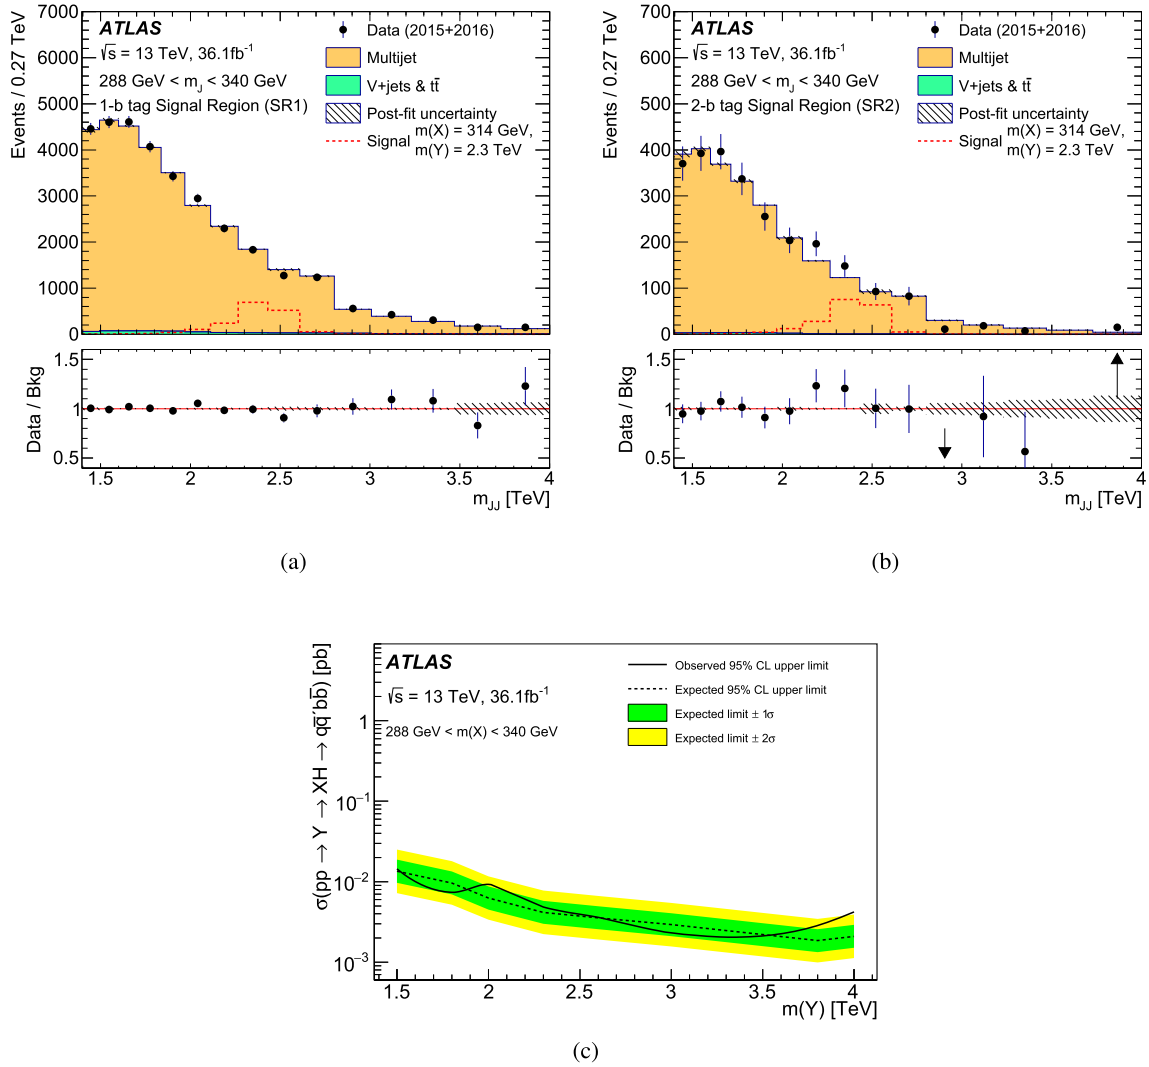 ATLAS
√s = 13 TeV, 36.1fb⁻¹
288 GeV < m_J < 340 GeV
1-b tag Signal Region (SR1)
Data (2015+2016)
Multijet
V+jets & tt̄
Post-fit uncertainty
Signal m(X) = 314 GeV,
m(Y) = 2.3 TeV
Events / 0.27 TeV
7000
6000
5000
4000
3000
2000
1000
0
Data / Bkg
1.5
1
0.5
1.5 2 2.5 3 3.5 4
m_JJ [TeV]
(a)
ATLAS
√s = 13 TeV, 36.1fb⁻¹
288 GeV < m_J < 340 GeV
2-b tag Signal Region (SR2)
Data (2015+2016)
Multijet
V+jets & tt̄
Post-fit uncertainty
Signal m(X) = 314 GeV,
m(Y) = 2.3 TeV
Events / 0.27 TeV
700
600
500
400
300
200
100
0
Data / Bkg
1.5
1
0.5
1.5 2 2.5 3 3.5 4
m_JJ [TeV]
(b)
ATLAS
√s = 13 TeV, 36.1fb⁻¹
288 GeV < m(X) < 340 GeV
Observed 95% CL upper limit
Expected 95% CL upper limit
Expected limit ± 1σ
Expected limit ± 2σ
σ(pp → Y → XH → qq̄′bb̄) [pb]
1
10⁻¹
10⁻²
10⁻³
1.5 2 2.5 3 3.5 4
m(Y) [TeV]
(c)